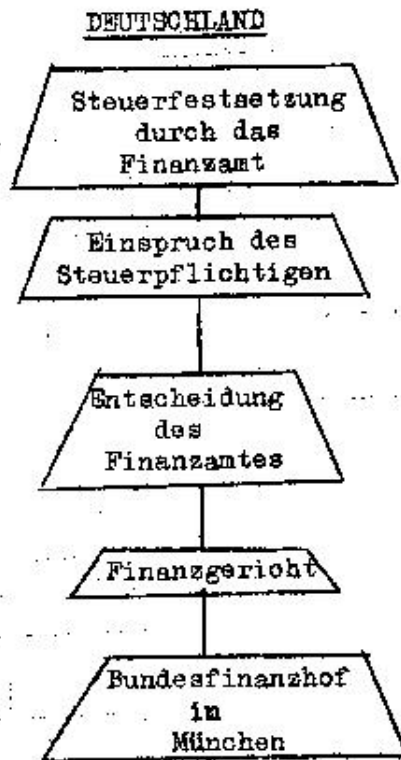 DEUTSCHLAND
Steuerfestsetzung
durch das
Finanzamt
Einspruch des
Steuerpflichtigen
Entscheidung
des
Finanzamtes
Finanzgericht
Bundesfinanzhof
in
München